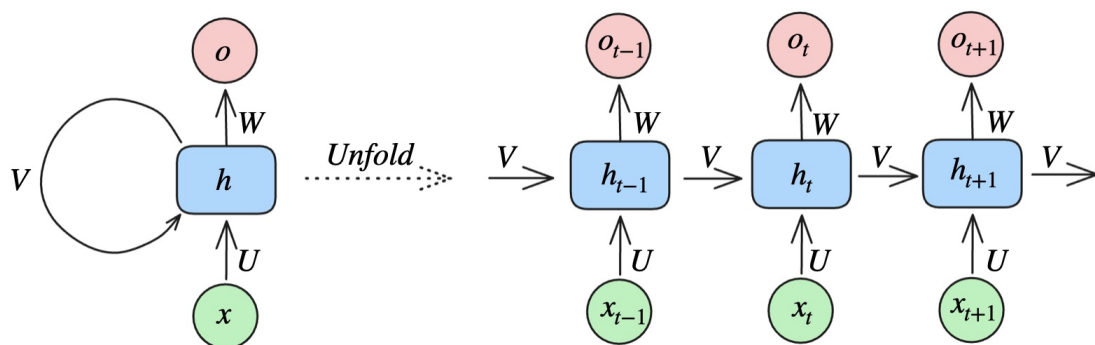 o o_{t-1} o_t o_{t+1}
W W W W
V h Unfold V h_{t-1} V h_t V h_{t+1} V
U U U U
x x_{t-1} x_t x_{t+1}